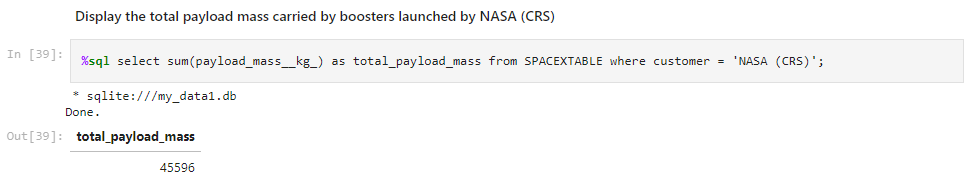 Display the total payload mass carried by boosters launched by NASA (CRS)
In [39]: %sql select sum(payload_mass__kg_) as total_payload_mass from SPACEXTABLE where customer = 'NASA (CRS)';
* sqlite:///my_data1.db
Done.
Out[39]: total_payload_mass
45596